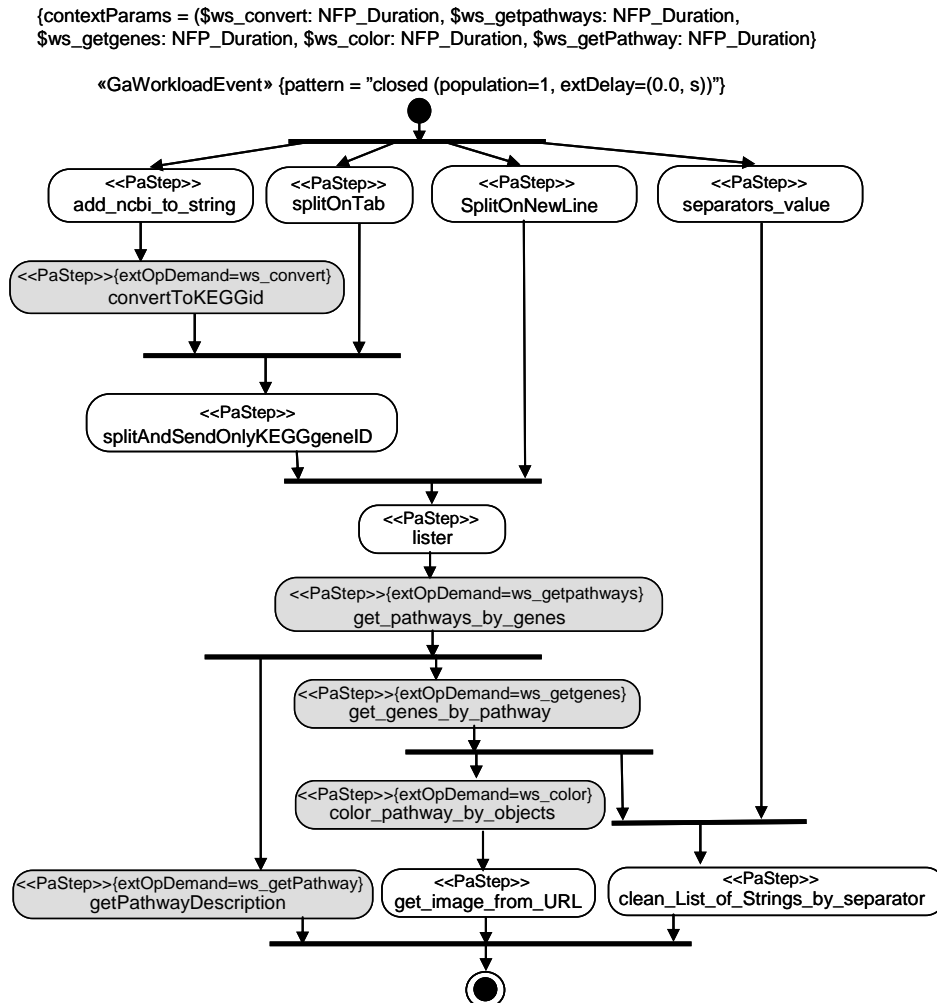 {contextParams = ($ws_convert: NFP_Duration, $ws_getpathways: NFP_Duration,
$ws_getgenes: NFP_Duration, $ws_color: NFP_Duration, $ws_getPathway: NFP_Duration}
«GaWorkloadEvent» {pattern = ”closed (population=1, extDelay=(0.0, s))”}
<<PaStep>>
add_ncbi_to_string
<<PaStep>>
splitOnTab
<<PaStep>>
SplitOnNewLine
<<PaStep>>
separators_value
<<PaStep>>{extOpDemand=ws_convert}
convertToKEGGid
<<PaStep>>
splitAndSendOnlyKEGGgeneID
<<PaStep>>
lister
<<PaStep>>{extOpDemand=ws_getpathways}
get_pathways_by_genes
<<PaStep>>{extOpDemand=ws_getgenes}
get_genes_by_pathway
<<PaStep>>{extOpDemand=ws_color}
color_pathway_by_objects
<<PaStep>>{extOpDemand=ws_getPathway}
getPathwayDescription
<<PaStep>>
get_image_from_URL
<<PaStep>>
clean_List_of_Strings_by_separator